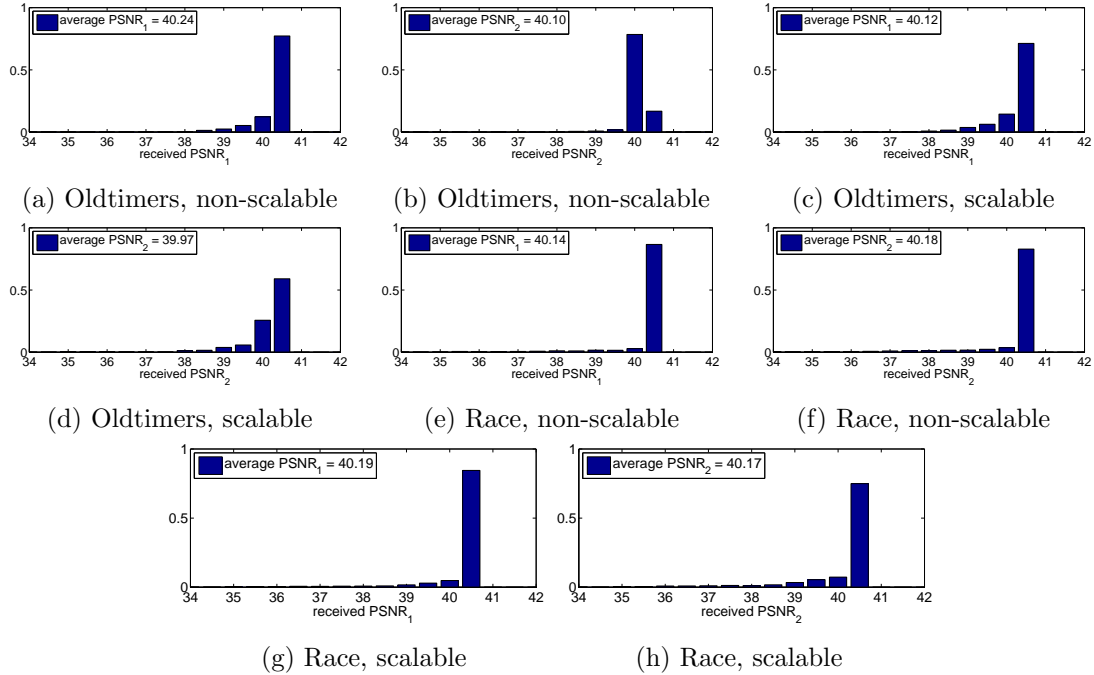 average PSNR1 = 40.24
1
0.5
0
34 35 36 37 38 39 40 41 42
received PSNR1
(a) Oldtimers, non-scalable
average PSNR2 = 40.10
1
0.5
0
34 35 36 37 38 39 40 41 42
received PSNR2
(b) Oldtimers, non-scalable
average PSNR1 = 40.12
1
0.5
0
34 35 36 37 38 39 40 41 42
received PSNR1
(c) Oldtimers, scalable
average PSNR2 = 39.97
1
0.5
0
34 35 36 37 38 39 40 41 42
received PSNR2
(d) Oldtimers, scalable
average PSNR1 = 40.14
1
0.5
0
34 35 36 37 38 39 40 41 42
received PSNR1
(e) Race, non-scalable
average PSNR2 = 40.18
1
0.5
0
34 35 36 37 38 39 40 41 42
received PSNR2
(f) Race, non-scalable
average PSNR1 = 40.19
1
0.5
0
34 35 36 37 38 39 40 41 42
received PSNR1
(g) Race, scalable
average PSNR2 = 40.17
1
0.5
0
34 35 36 37 38 39 40 41 42
received PSNR2
(h) Race, scalable